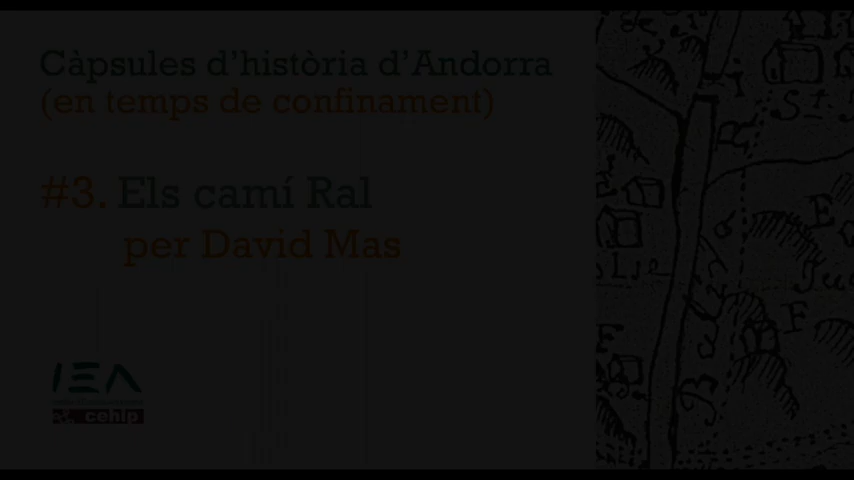 Càpsules d'història d'Andorra
(en temps de confinament)
#3. Els camí Ral
per David Mas
IEA
cehip